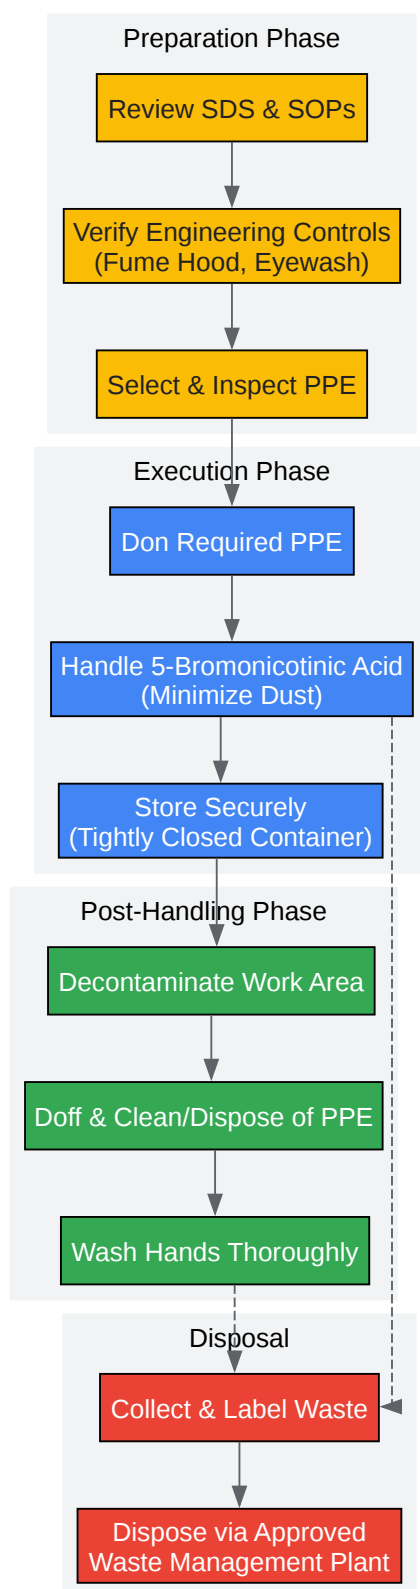 Preparation Phase
Review SDS & SOPs
Verify Engineering Controls
(Fume Hood, Eyewash)
Select & Inspect PPE
Execution Phase
Don Required PPE
Handle 5-Bromonicotinic Acid
(Minimize Dust)
Store Securely
(Tightly Closed Container)
Post-Handling Phase
Decontaminate Work Area
Doff & Clean/Dispose of PPE
Wash Hands Thoroughly
Disposal
Collect & Label Waste
Dispose via Approved
Waste Management Plant